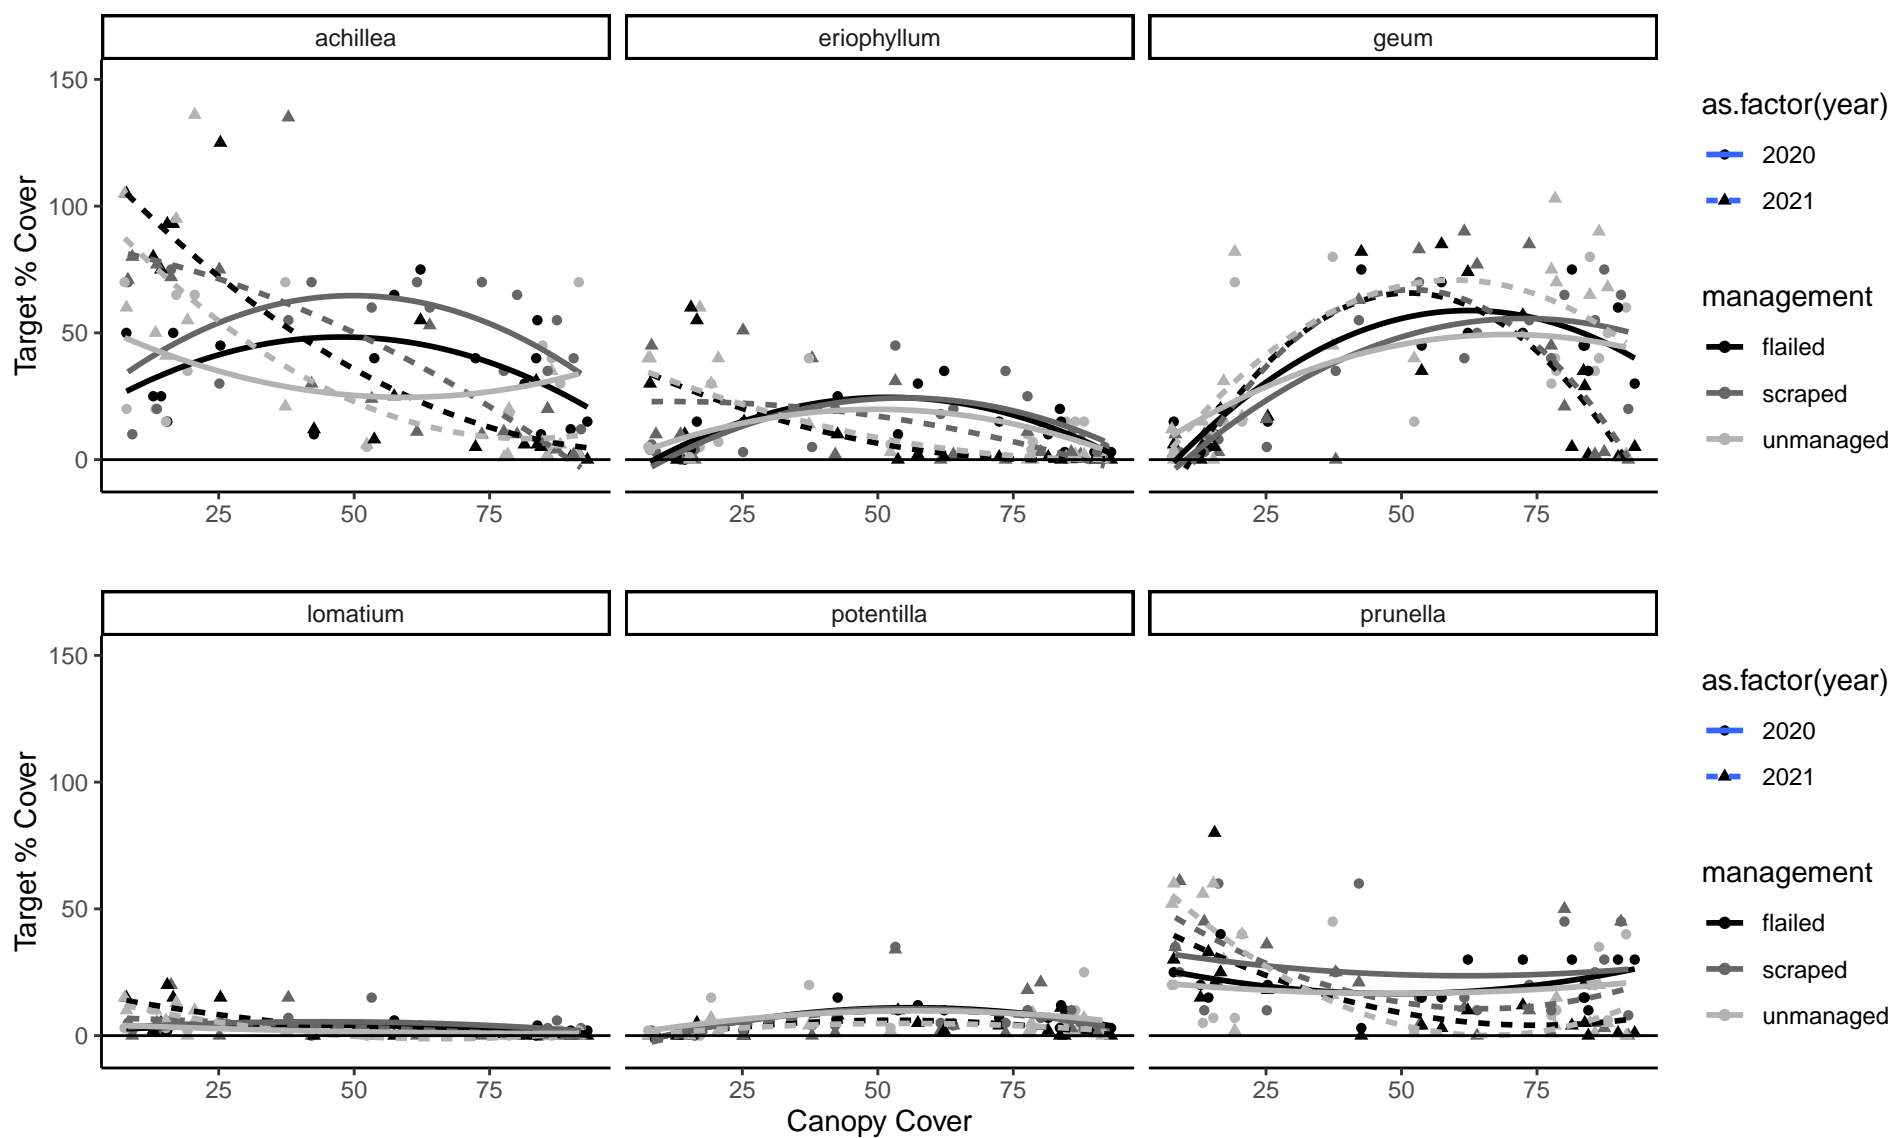 achillea
eriophyllum
geum
150
100
50
0
Target % Cover
25
50
75
25
50
75
25
50
75
as.factor(year)
2020
2021
management
flailed
scraped
unmanaged
lomatium
potentilla
prunella
150
100
50
0
Target % Cover
25
50
75
25
50
75
25
50
75
Canopy Cover
as.factor(year)
2020
2021
management
flailed
scraped
unmanaged